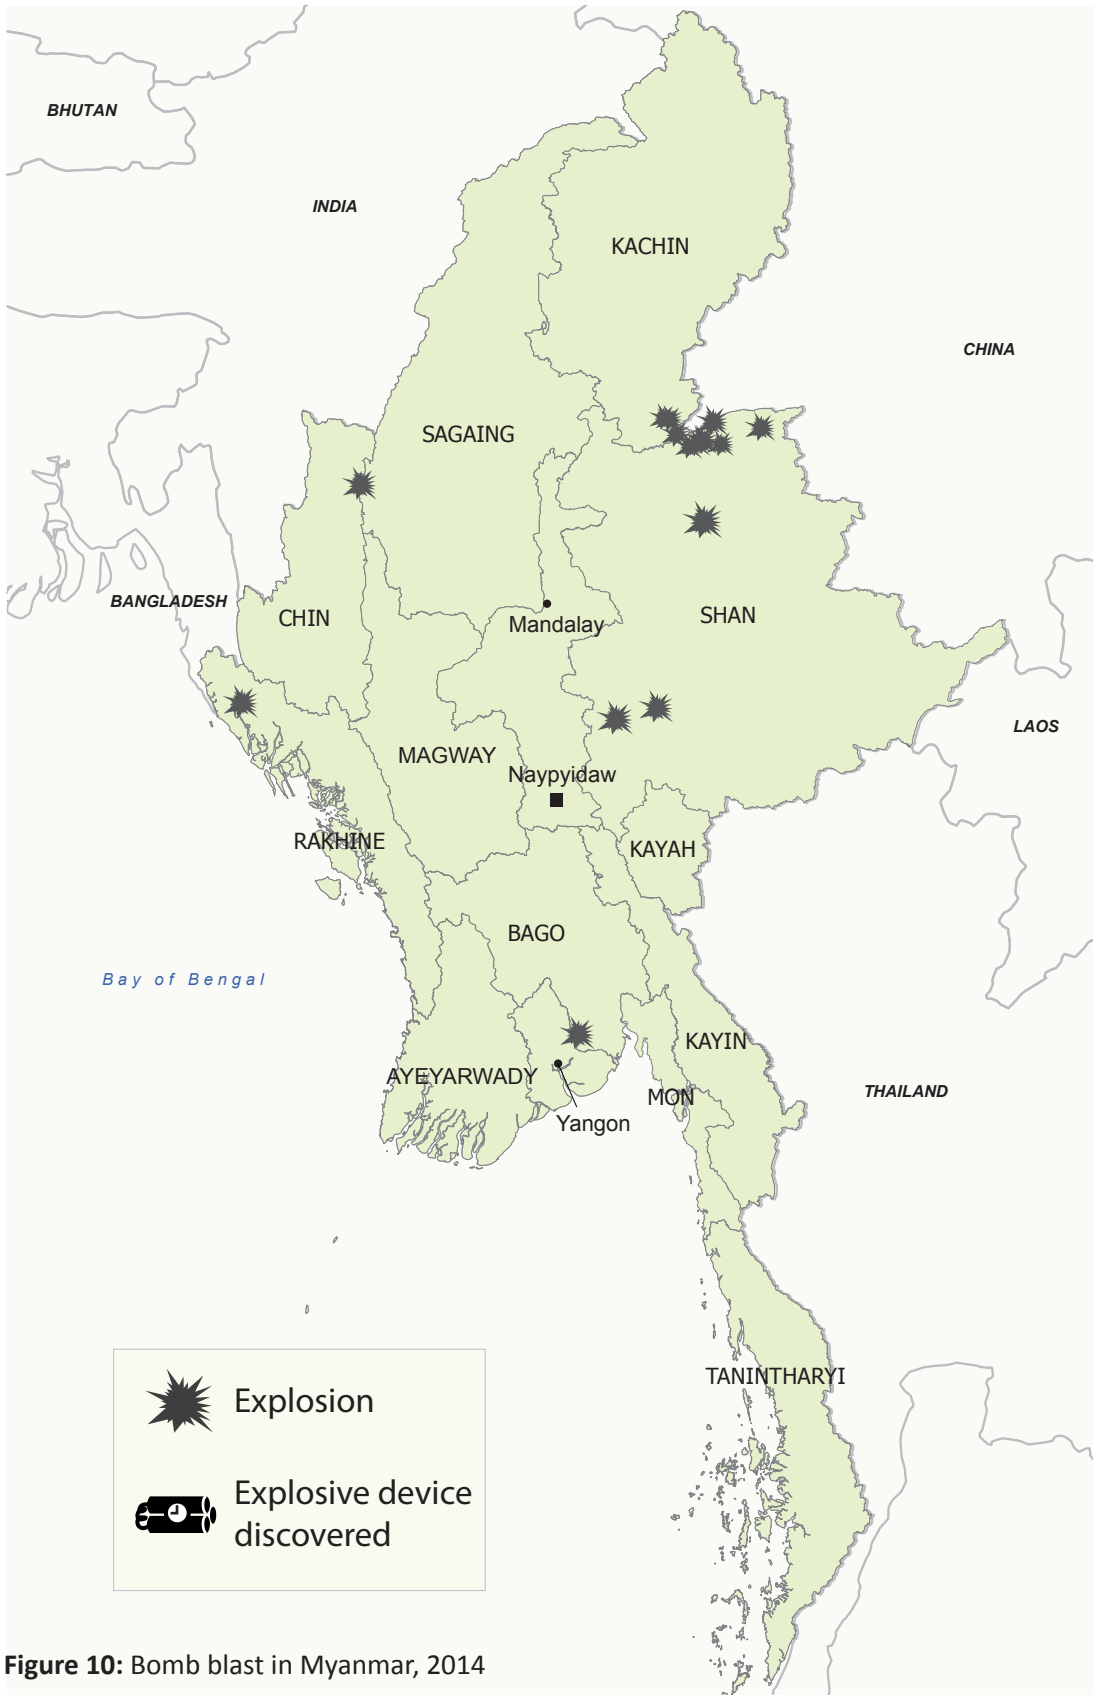 BHUTAN
INDIA
KACHIN
CHINA
SAGAING
BANGLADESH
CHIN
Mandalay
SHAN
LAOS
MAGWAY
Naypyidaw
RAKHINE
KAYAH
BAGO
Bay of Bengal
KAYIN
AYEYARWADY
MON
THAILAND
Yangon
TANINTHARYI
Explosion
Explosive device
discovered
Figure 10: Bomb blast in Myanmar, 2014